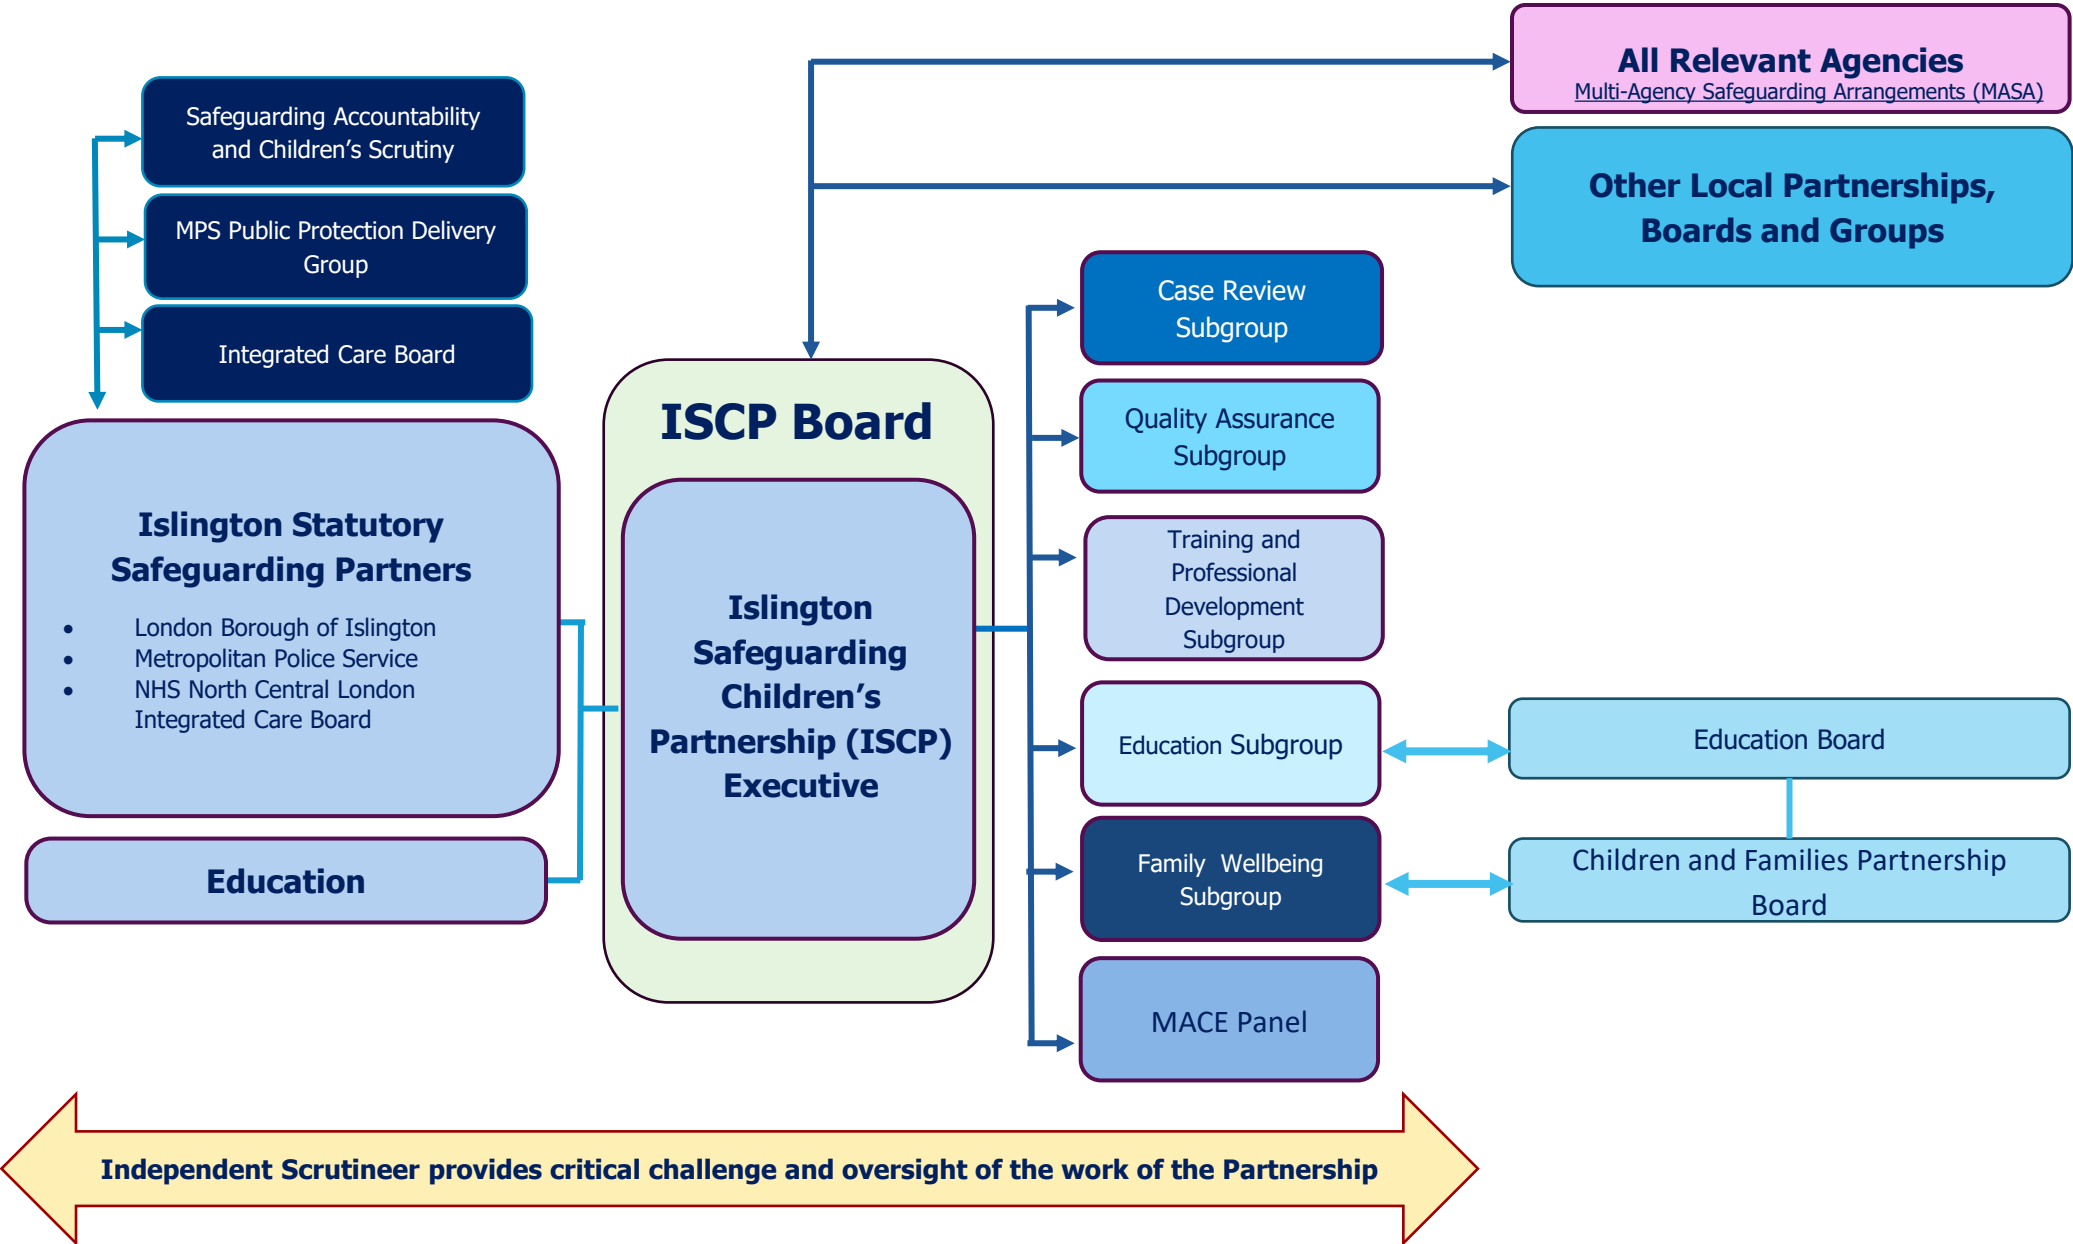 All Relevant Agencies
Multi-Agency Safeguarding Arrangements (MASA)
Other Local Partnerships,
Boards and Groups
Safeguarding Accountability
and Children’s Scrutiny
MPS Public Protection Delivery
Group
Integrated Care Board
Islington Statutory
Safeguarding Partners
• London Borough of Islington
• Metropolitan Police Service
• NHS North Central London
Integrated Care Board
Education
ISCP Board
Islington
Safeguarding
Children’s
Partnership (ISCP)
Executive
Case Review
Subgroup
Quality Assurance
Subgroup
Training and
Professional
Development
Subgroup
Education Subgroup
Family  Wellbeing
Subgroup
MACE Panel
Education Board
Children and Families Partnership
Board
Independent Scrutineer provides critical challenge and oversight of the work of the Partnership